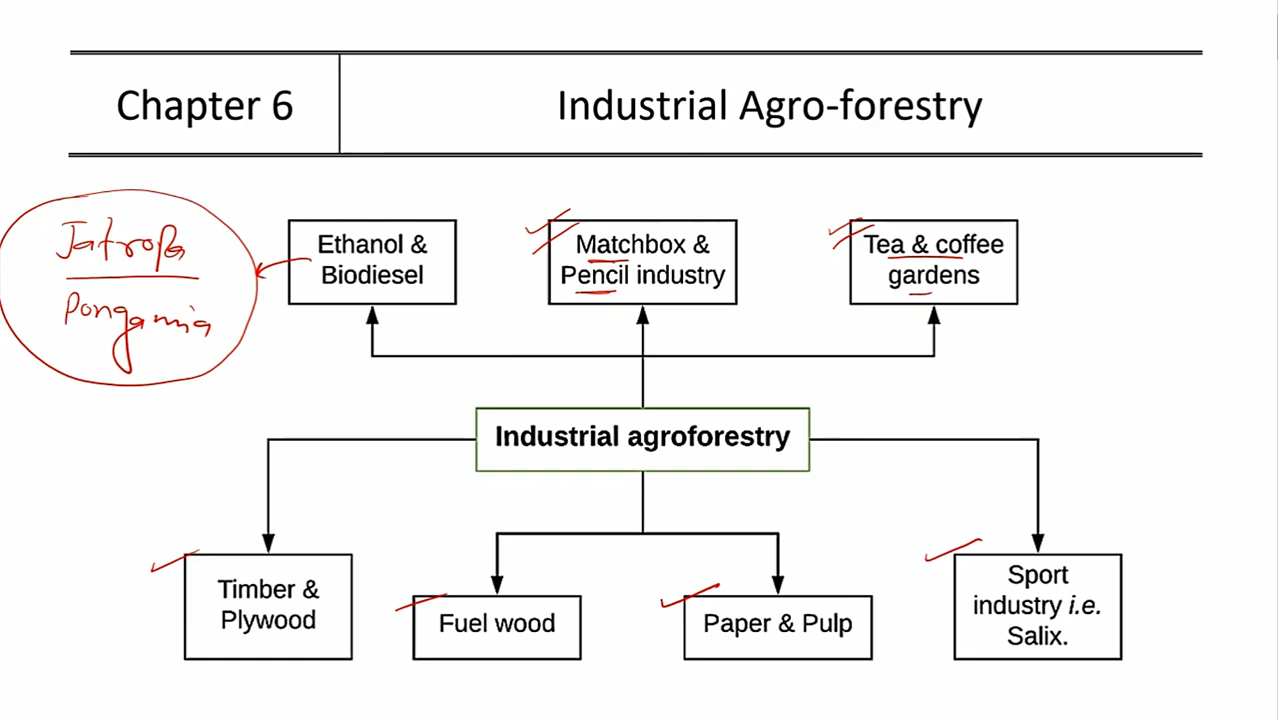 Chapter 6
Industrial Agro-forestry
Jatropa
Pongamia
Ethanol &
Biodiesel
Matchbox &
Pencil industry
Tea & coffee
gardens
Industrial agroforestry
Timber &
Plywood
Fuel wood
Paper & Pulp
Sport
industry i.e.
Salix.